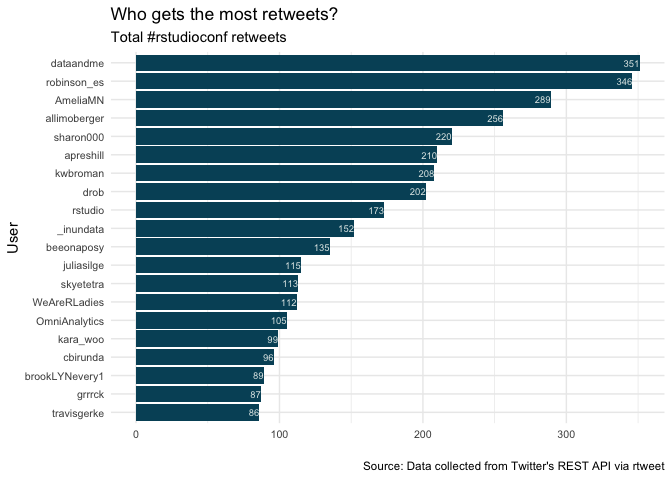 Who gets the most retweets?
Total #rstudioconf retweets
User
dataandme 351
robinson_es 346
AmeliaMN 289
allimoberger 256
sharon000 220
apreshill 210
kwbroman 208
drob 202
rstudio 173
_inundata 152
beeonaposy 135
juliasilge 115
skyetetra 113
WeAreRLadies 112
OmniAnalytics 105
kara_woo 99
cbirunda 96
brookLYNevery1 89
grrrck 87
travisgerke 86
0 100 200 300
Source: Data collected from Twitter's REST API via rtweet